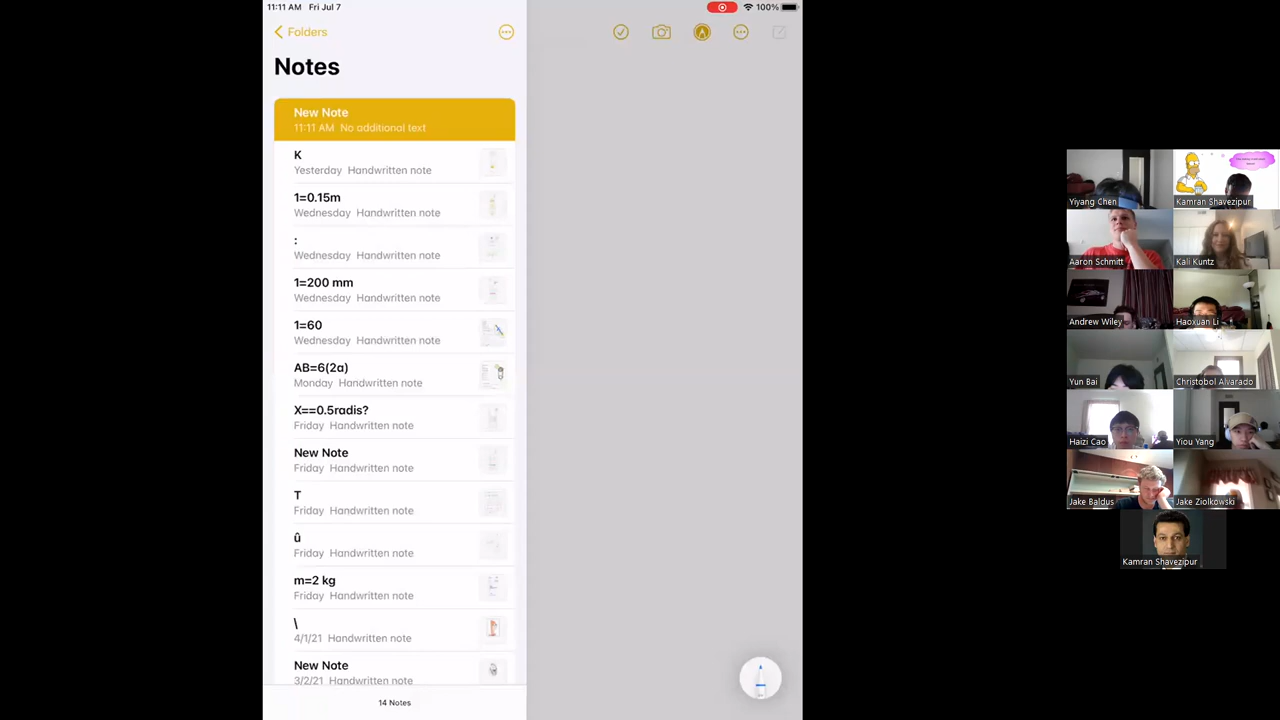 11:11 AM Fri Jul 7
100%
Folders
Notes
New Note
11:11 AM No additional text
K
Yesterday Handwritten note
1=0.15m
Wednesday Handwritten note
:
Wednesday Handwritten note
1=200 mm
Wednesday Handwritten note
1=60
Wednesday Handwritten note
AB=6(2a)
Monday Handwritten note
X==0.5radis?
Friday Handwritten note
New Note
Friday Handwritten note
T
Friday Handwritten note
û
Friday Handwritten note
m=2 kg
Friday Handwritten note
\
4/1/21 Handwritten note
New Note
3/2/21 Handwritten note
14 Notes
Yiyang Chen
Kamran Shavezipur
Aaron Schmitt
Kali Kuntz
Andrew Wiley
Haoxuan Li
Yun Bai
Christobol Alvarado
Haizi Cao
Yiou Yang
Jake Baldus
Jake Ziolkowski
Kamran Shavezipur